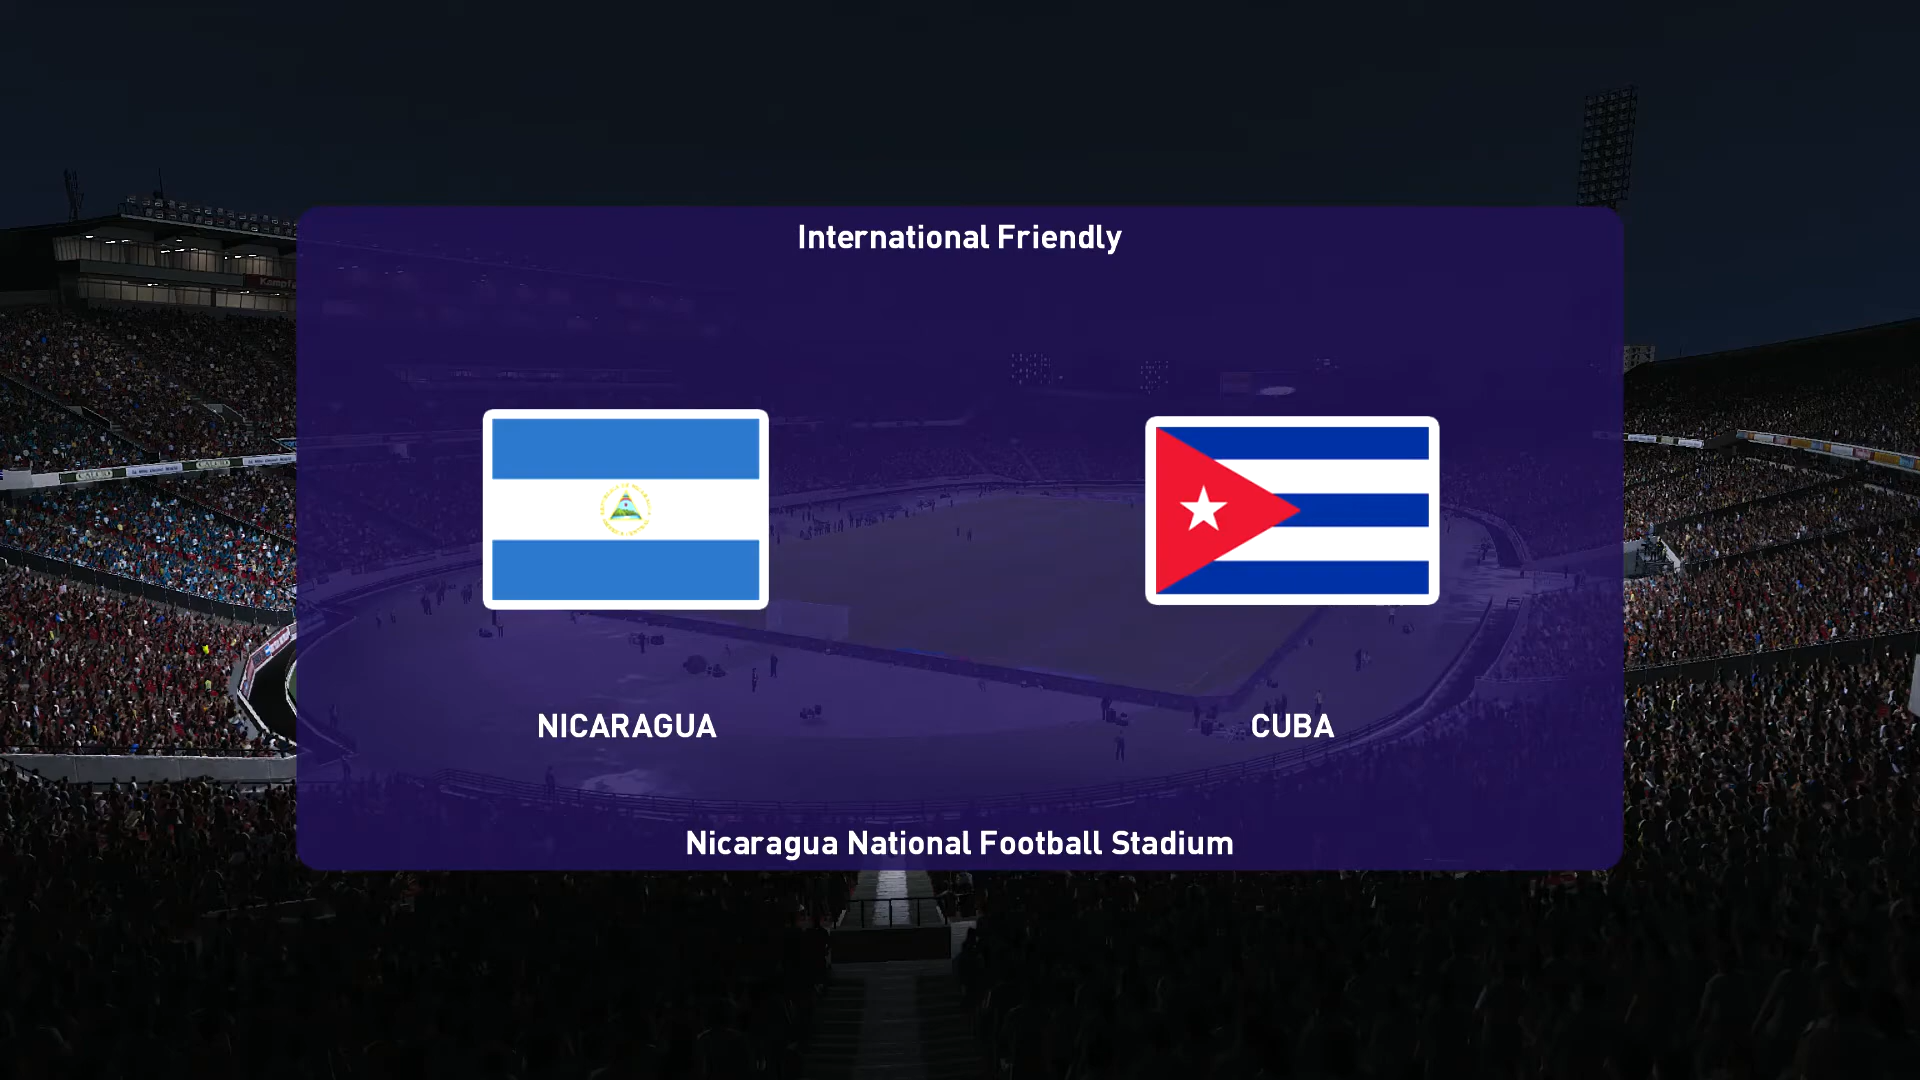 International Friendly
NICARAGUA
CUBA
Nicaragua National Football Stadium